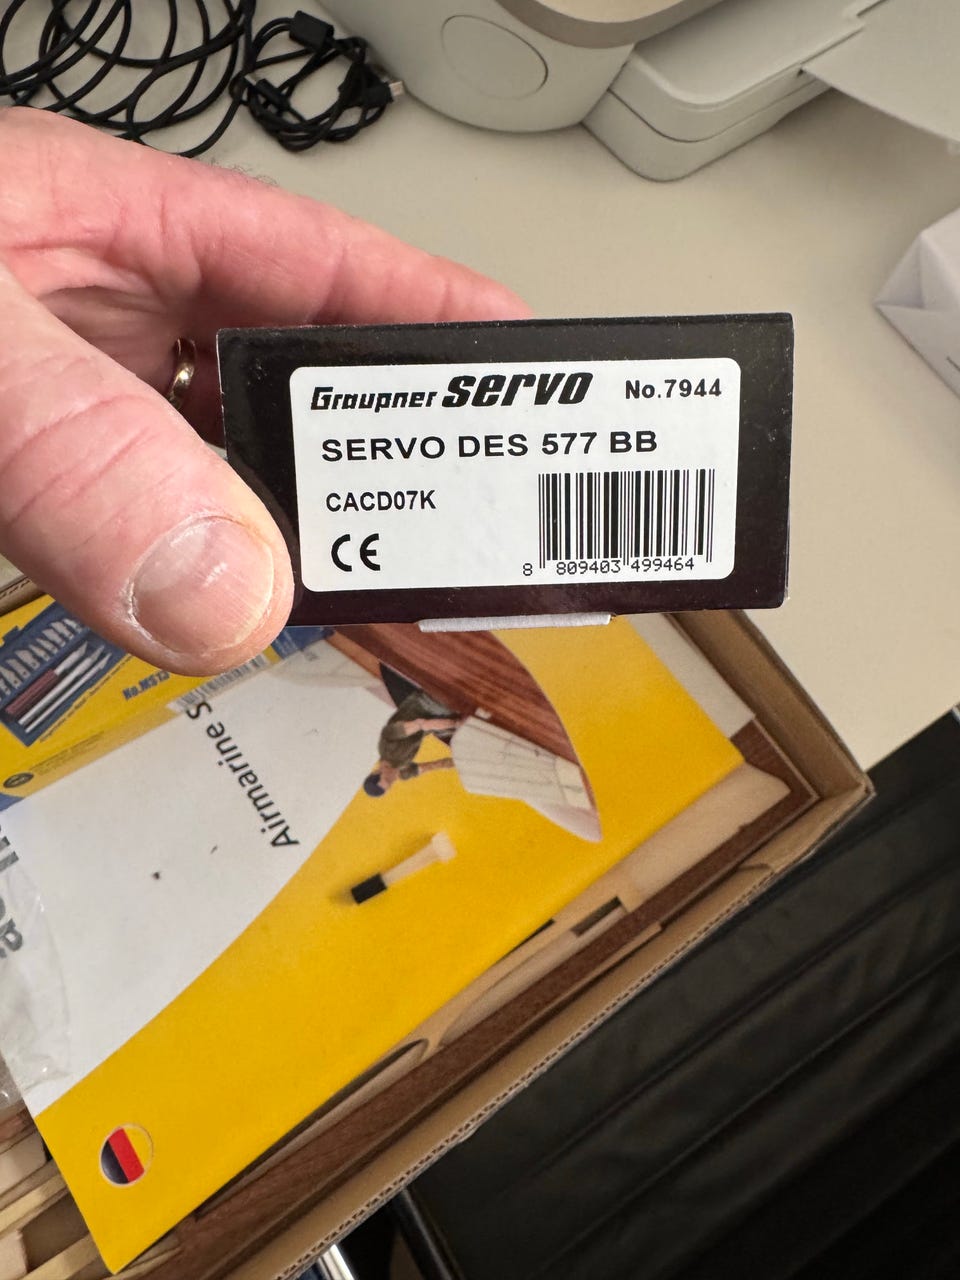 Graupner servo No.7944
SERVO DES 577 BB
CACD07K
CE
8 809403 499464
Airmarine S